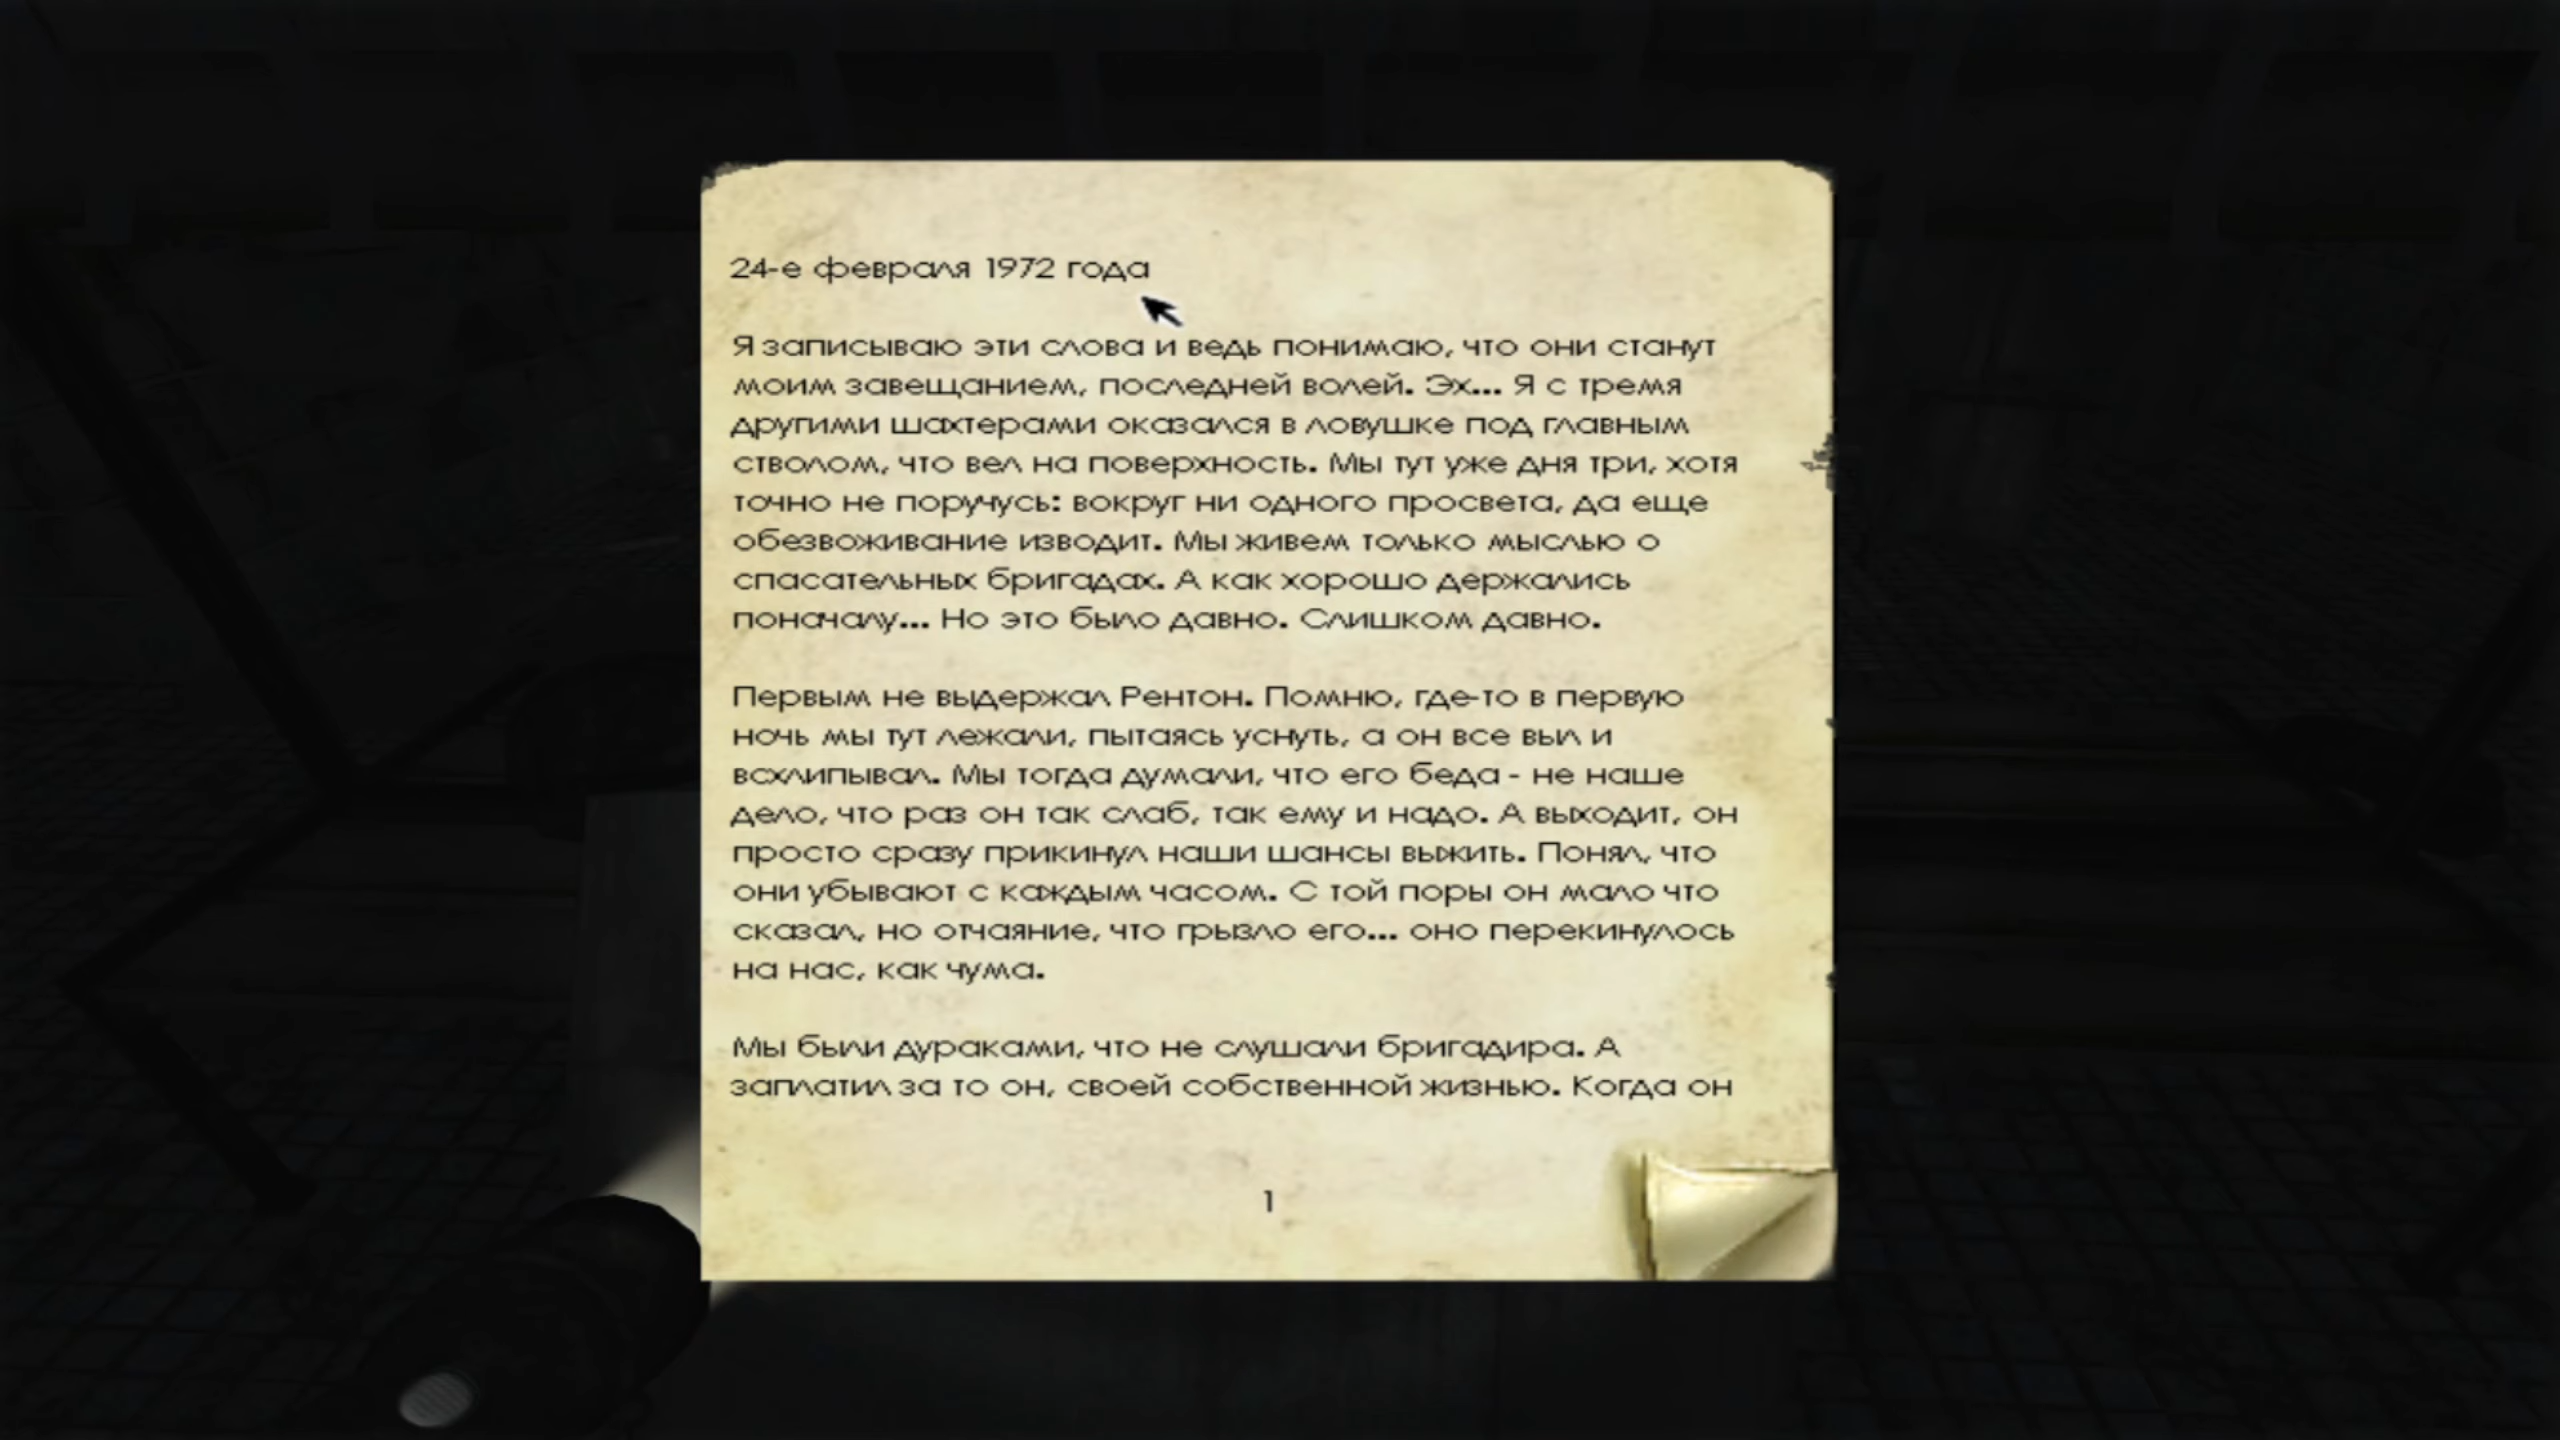 24-е февраля 1972 года
Я записываю эти слова и ведь понимаю, что они станут
моим завещанием, последней волей. Эх... Я с тремя
другими шахтерами оказался в ловушке под главным
стволом, что вел на поверхность. Мы тут уже дня три, хотя
точно не поручусь: вокруг ни одного просвета, да еще
обезвоживание изводит. Мы живем только мыслью о
спасательных бригадах. А как хорошо держались
поначалу... Но это было давно. Слишком давно.
Первым не выдержал Рентон. Помню, где-то в первую
ночь мы тут лежали, пытаясь уснуть, а он все выл и
всхлипывал. Мы тогда думали, что его беда - не наше
дело, что раз он так слаб, так ему и надо. А выходит, он
просто сразу прикинул наши шансы выжить. Понял, что
они убывают с каждым часом. С той поры он мало что
сказал, но отчаяние, что грызло его... оно перекинулось
на нас, как чума.
Мы были дураками, что не слушали бригадира. А
заплатил за то он, своей собственной жизнью. Когда он
1